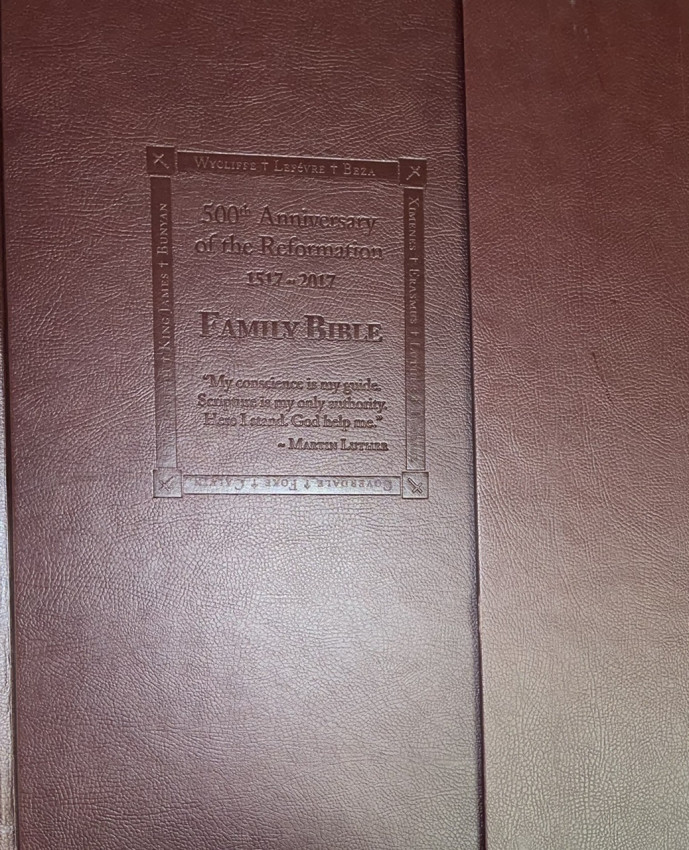 WYCLIFFE † LEFÉVRE † BEZA
500th Anniversary
of the Reformation
1517 ~ 2017
FAMILY BIBLE
"My conscience is my guide.
Scripture is my only authority.
Here I stand. God help me."
~ MARTIN LUTHER
XIMENES † ERASMUS †
COVERDALE † FOXE † CALVIN
† KING JAMES † BUNYAN